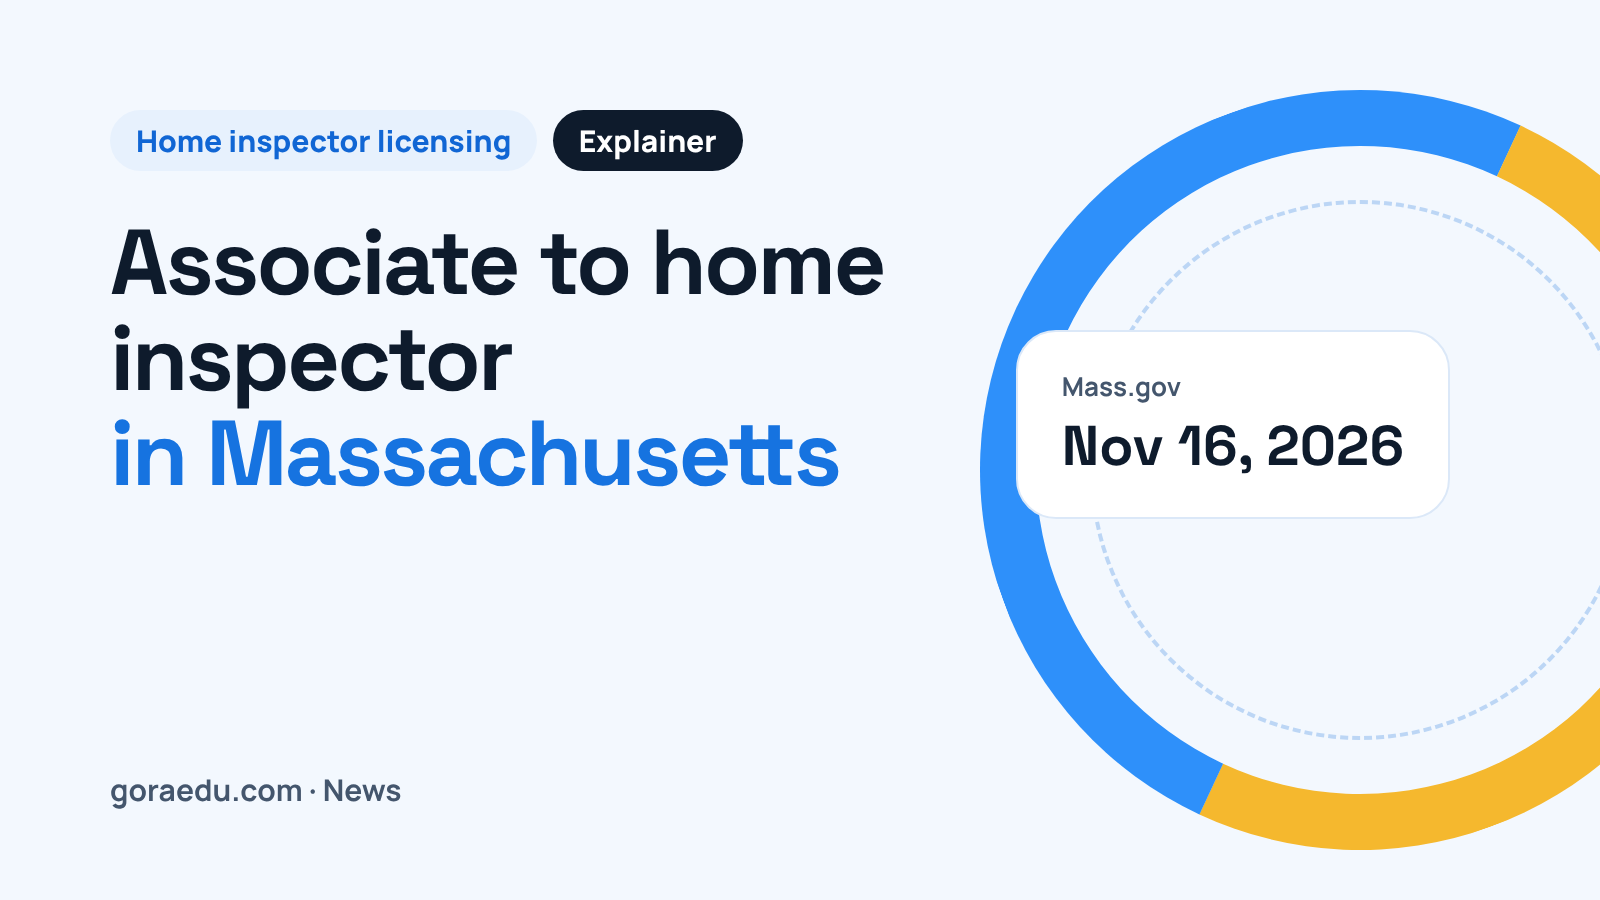 Home inspector licensing
Explainer
Associate to home
inspector
in Massachusetts
Mass.gov
Nov 16, 2026
goraedu.com · News